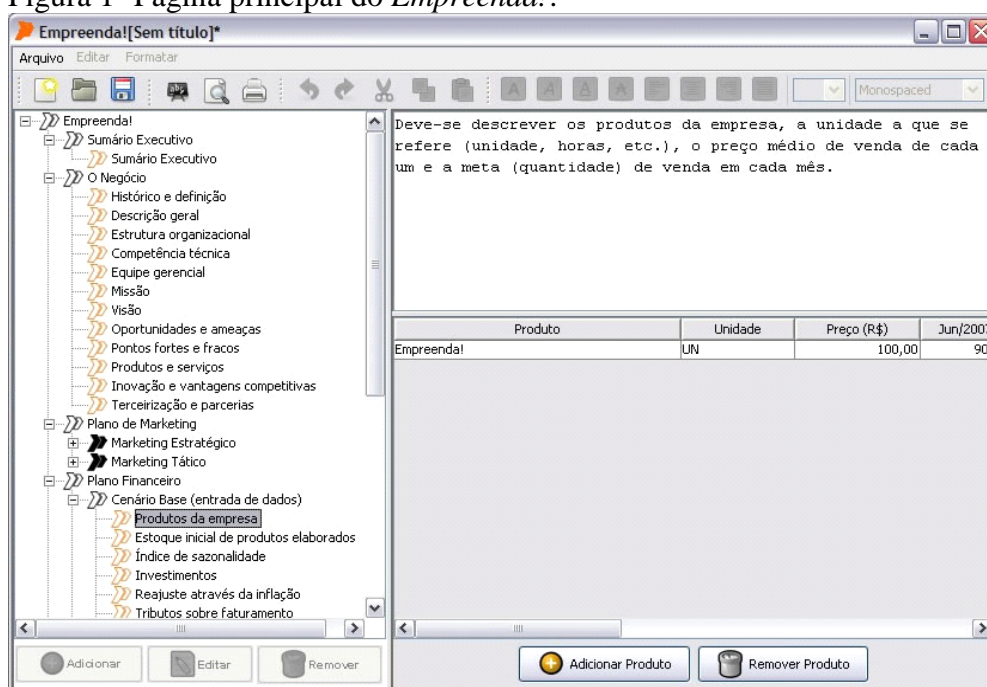 Figura 1- Página principal do Empreenda!.
Empreenda![Sem título]*
Arquivo Editar Formatar
Monospaced
Empreenda!
Sumário Executivo
Sumário Executivo
O Negócio
Histórico e definição
Descrição geral
Estrutura organizacional
Competência técnica
Equipe gerencial
Missão
Visão
Oportunidades e ameaças
Pontos fortes e fracos
Produtos e serviços
Inovação e vantagens competitivas
Terceirização e parcerias
Plano de Marketing
Marketing Estratégico
Marketing Tático
Plano Financeiro
Cenário Base (entrada de dados)
Produtos da empresa
Estoque inicial de produtos elaborados
Índice de sazonalidade
Investimentos
Reajuste através da inflação
Tributos sobre faturamento
Adicionar Editar Remover
Deve-se descrever os produtos da empresa, a unidade a que se
refere (unidade, horas, etc.), o preço médio de venda de cada
um e a meta (quantidade) de venda em cada mês.
Produto Unidade Preço (R$) Jun/2007
Empreenda! UN 100,00 90
Adicionar Produto Remover Produto